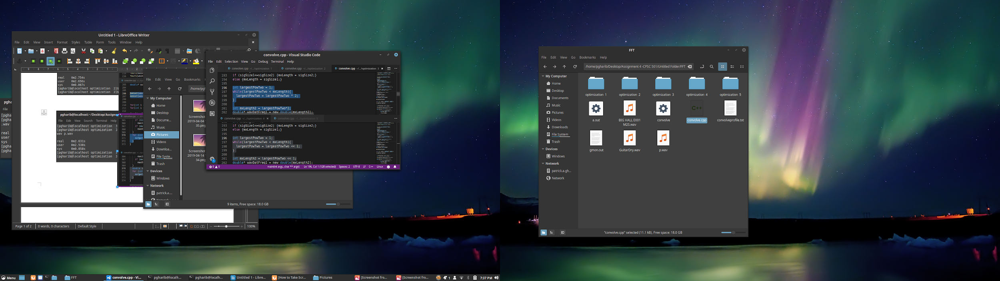 Untitled 1 - LibreOffice Writer
File Edit View Insert Format Styles Table Form Tools Window Help
real 0m2.754s
user 0m2.656s
sys 0m0.067s
[pgharib@localhost optimization 2]$
[pgharib@localhost optimization 2]$
pgharib@localhost:~/Desktop/Assignm
File Edit View Search Terminal Help
[pgharib@localhost optimization 3
[pgharib@localhost optimization 3
wav p.wav
real 0m2.631s
user 0m2.538s
sys 0m0.058s
[pgharib@localhost optimization 3
[pgharib@localhost optimization 3
Page 1 of 2 0 words, 0 characters Default Style 100%
pgha
File
[pgha
[pgha
.wav
real
user
sys
[pgha
[pgha
File Edit View Go Bookmarks
/home/pgh
My Computer
Home
Desktop
Docume...
Music
Pictures
Videos
Downloa...
File Syste...
Trash
Devices
Windows
Network
patrick.a....
Network
Screenshot
2019-04-14
35.png
Screenshot
2019-04-14
34.png
9 items, Free space: 18.0 GB
convolve.cpp - Visual Studio Code
File Edit Selection View Go Debug Terminal Help
convolve.cpp ~/.../optimization 1 convolve.cpp ~/.../optimization 2 convolve.cpp ~/.../optimization 3
193 if (sigSize1<=sigSize2) {mxLength = sigSize2;}
194 else {mxLength = sigSize1;}
196 int largestPowTwo = 1;
197 while(largestPowTwo < mxLength){
198 largestPowTwo = largestPowTwo * 2;
199 }
200
201 int mxLength2 = largestPowTwo*2;
202 double* wavDatFreq1 = new double[mxLength2];
convolve.cpp ~/.../optimization 4 convolve.cpp ~/.../optimization 5
193 if (sigSize1<=sigSize2) {mxLength = sigSize2;}
194 else {mxLength = sigSize1;}
196 int largestPowTwo = 1;
197 while(largestPowTwo < mxLength){
198 largestPowTwo = largestPowTwo << 1;
199 }
200
201 int mxLength2 = largestPowTwo << 1;
202 double* wavDatFreq1 = new double[mxLength2];
0 0 main(int argc, char ** argv) Ln 196, Col 1 (128 selected) Spaces: 2 UTF-8 LF C++ Linux
FFT
File Edit View Go Bookmarks Help
/home/pgharib/Desktop/Assignment 4 -CPSC 501/Untitled Folder/FFT
My Computer
Home
Desktop
Documents
Music
Pictures
Videos
Downloads
File System
Trash
Devices
Windows
Network
patrick.a.gh...
Network
optimization 1 optimization 2 optimization 3 optimization 4 optimization 5
C++
a.out BIG HALL E001 M2S.wav convolve convolve.cpp convolveprofile.txt
gmon.out GuitarDry.wav p.wav
"convolve.cpp" selected (11.1 kB), Free space: 18.0 GB
Menu FFT convolve.cpp - Vi... pgharib@localh... pgharib@localh... Untitled 1 - Libre... [How to Take Scr... Pictures [Screenshot fro... [Screenshot fro... 1 7:37 PM